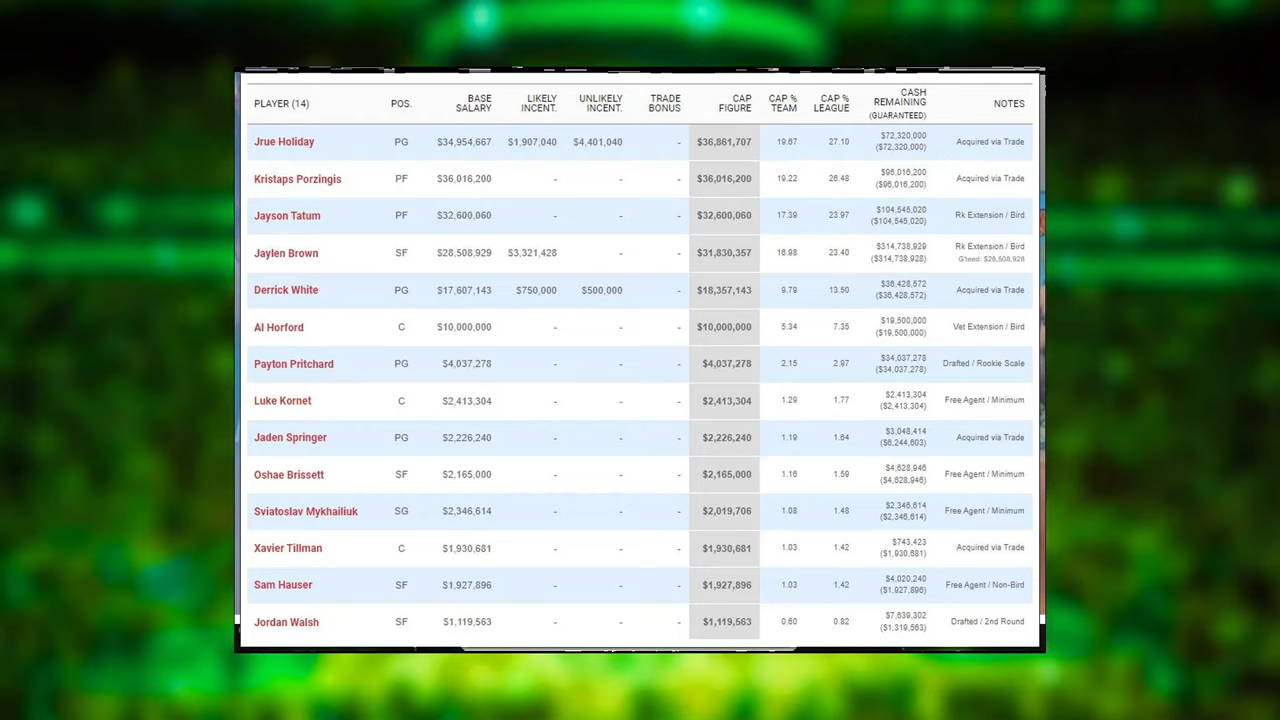 PLAYER (14) POS. BASE SALARY LIKELY INCENT. UNLIKELY INCENT. TRADE BONUS CAP FIGURE CAP % TEAM CAP % LEAGUE CASH REMAINING (GUARANTEED) NOTES
Jrue Holiday PG $34,954,667 $1,907,040 $4,401,040 - $36,861,707 19.67 27.10 $72,320,000 ($72,320,000) Acquired via Trade
Kristaps Porzingis PF $36,016,200 - - - $36,016,200 19.22 26.48 $96,016,200 ($96,016,200) Acquired via Trade
Jayson Tatum PF $32,600,060 - - - $32,600,060 17.39 23.97 $104,545,020 ($104,545,020) Rk Extension / Bird
Jaylen Brown SF $28,508,929 $3,321,428 - - $31,830,357 16.98 23.40 $314,738,929 ($314,738,928) Rk Extension / Bird G'teed: $28,508,928
Derrick White PG $17,607,143 $750,000 $500,000 - $18,357,143 9.79 13.50 $36,428,572 ($36,428,572) Acquired via Trade
Al Horford C $10,000,000 - - - $10,000,000 5.34 7.35 $19,500,000 ($19,500,000) Vet Extension / Bird
Payton Pritchard PG $4,037,278 - - - $4,037,278 2.15 2.97 $34,037,278 ($34,037,278) Drafted / Rookie Scale
Luke Kornet C $2,413,304 - - - $2,413,304 1.29 1.77 $2,413,304 ($2,413,304) Free Agent / Minimum
Jaden Springer PG $2,226,240 - - - $2,226,240 1.19 1.64 $3,048,414 ($6,244,603) Acquired via Trade
Oshae Brissett SF $2,165,000 - - - $2,165,000 1.16 1.59 $4,628,946 ($4,628,946) Free Agent / Minimum
Sviatoslav Mykhailiuk SG $2,346,614 - - - $2,019,706 1.08 1.48 $2,346,614 ($2,346,614) Free Agent / Minimum
Xavier Tillman C $1,930,681 - - - $1,930,681 1.03 1.42 $743,423 ($1,930,681) Acquired via Trade
Sam Hauser SF $1,927,896 - - - $1,927,896 1.03 1.42 $4,020,240 ($1,927,896) Free Agent / Non-Bird
Jordan Walsh SF $1,119,563 - - - $1,119,563 0.60 0.82 $7,639,302 ($1,319,563) Drafted / 2nd Round